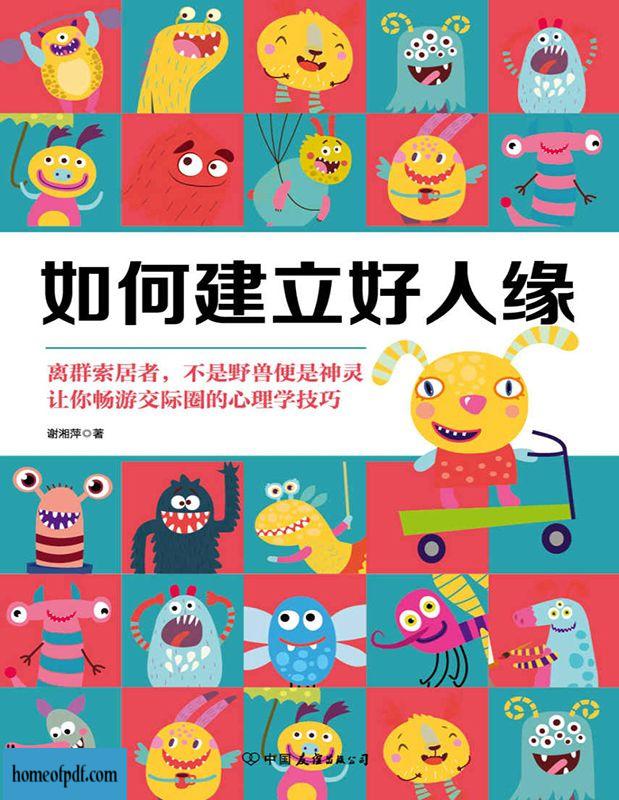 如何建立好人缘
离群索居者，不是野兽便是神灵
让你畅游交际圈的心理学技巧
谢湘萍◎著
中国友谊出版公司
homeofpdf.com